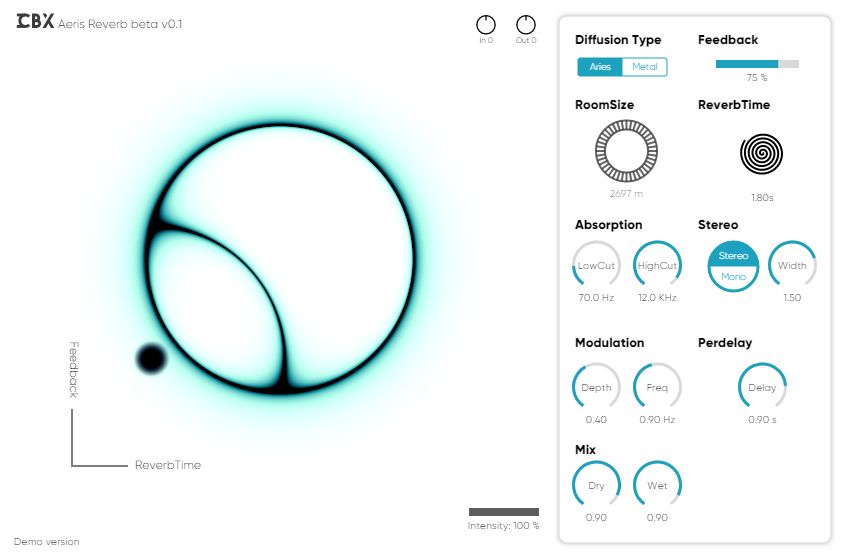 CBX Aeris Reverb beta v0.1
In 0
Out 0
Diffusion Type
Aries
Metal
Feedback
75 %
RoomSize
2697 m
ReverbTime
1.80s
Absorption
LowCut
HighCut
70.0 Hz
12.0 KHz
Stereo
Stereo
Mono
Width
1.50
Modulation
Depth
Freq
0.40
0.90 Hz
Perdelay
Delay
0.90 s
Mix
Dry
Wet
0.90
0.90
Feedback
ReverbTime
Intensity: 100 %
Demo version